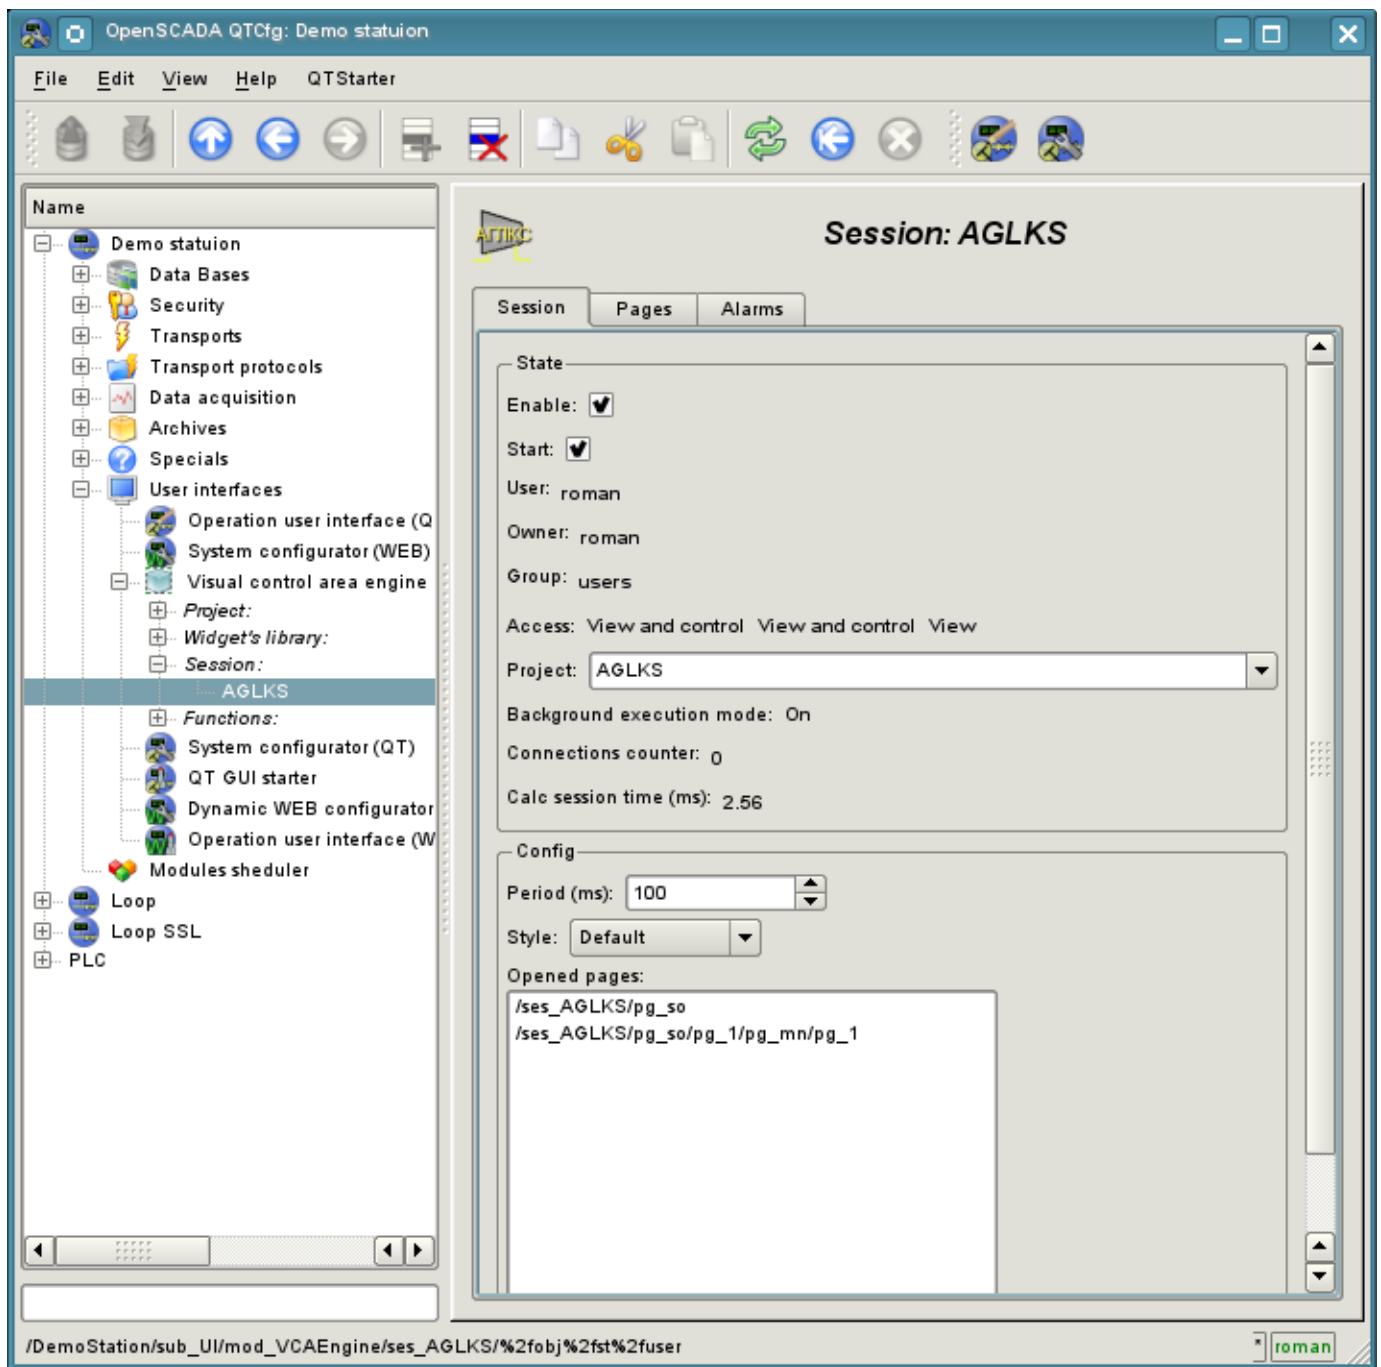 OpenSCADA QTCfg: Demo statuion
File Edit View Help QTStarter
Name
Demo statuion
Data Bases
Security
Transports
Transport protocols
Data acquisition
Archives
Specials
User interfaces
Operation user interface (Q
System configurator (WEB)
Visual control area engine
Project:
Widget's library:
Session:
AGLKS
Functions:
System configurator (QT)
QT GUI starter
Dynamic WEB configurator
Operation user interface (W
Modules sheduler
Loop
Loop SSL
PLC
АГЛКС
Session: AGLKS
Session Pages Alarms
State
Enable:
Start:
User: roman
Owner: roman
Group: users
Access: View and control View and control View
Project: AGLKS
Background execution mode: On
Connections counter: 0
Calc session time (ms): 2.56
Config
Period (ms): 100
Style: Default
Opened pages:
/ses_AGLKS/pg_so
/ses_AGLKS/pg_so/pg_1/pg_mn/pg_1
/DemoStation/sub_UI/mod_VCAEngine/ses_AGLKS/%2fobj%2fst%2fuser
* roman